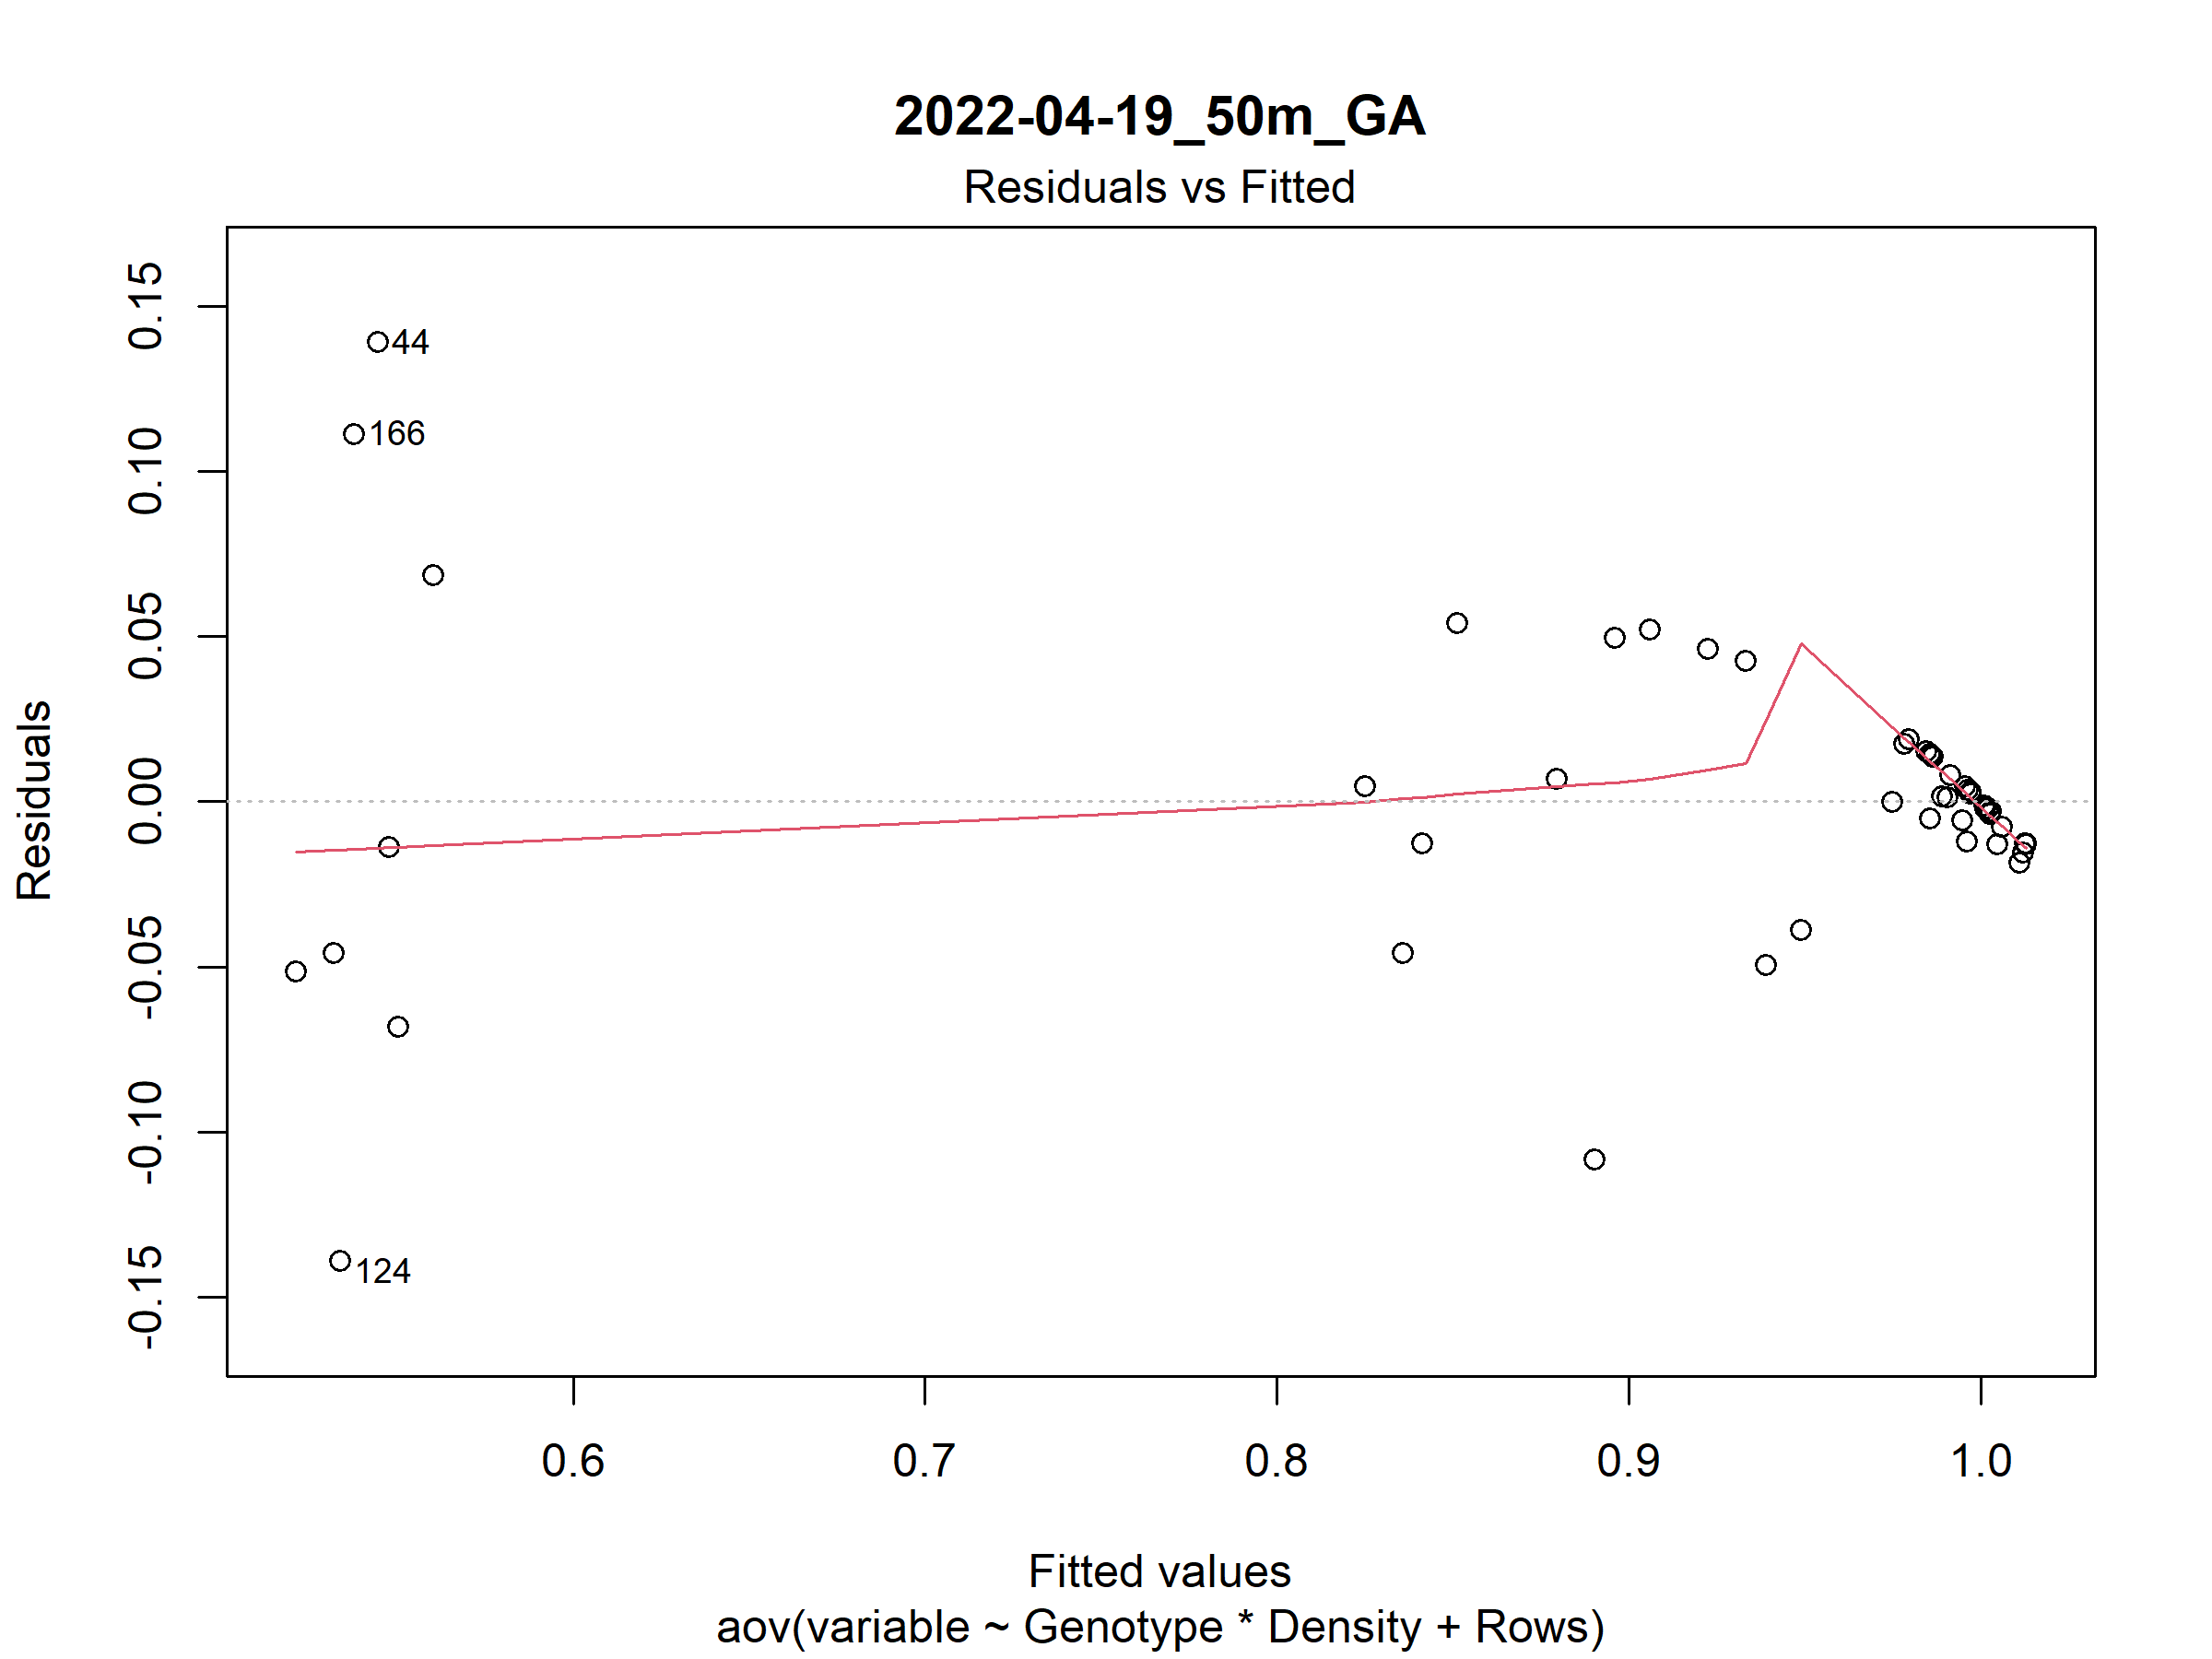 2022-04-19_50m_GA
Residuals vs Fitted
0.15
0.10
0.05
0.00
-0.05
-0.10
-0.15
Residuals
44
166
124
0.6 0.7 0.8 0.9 1.0
Fitted values
aov(variable ~ Genotype * Density + Rows)